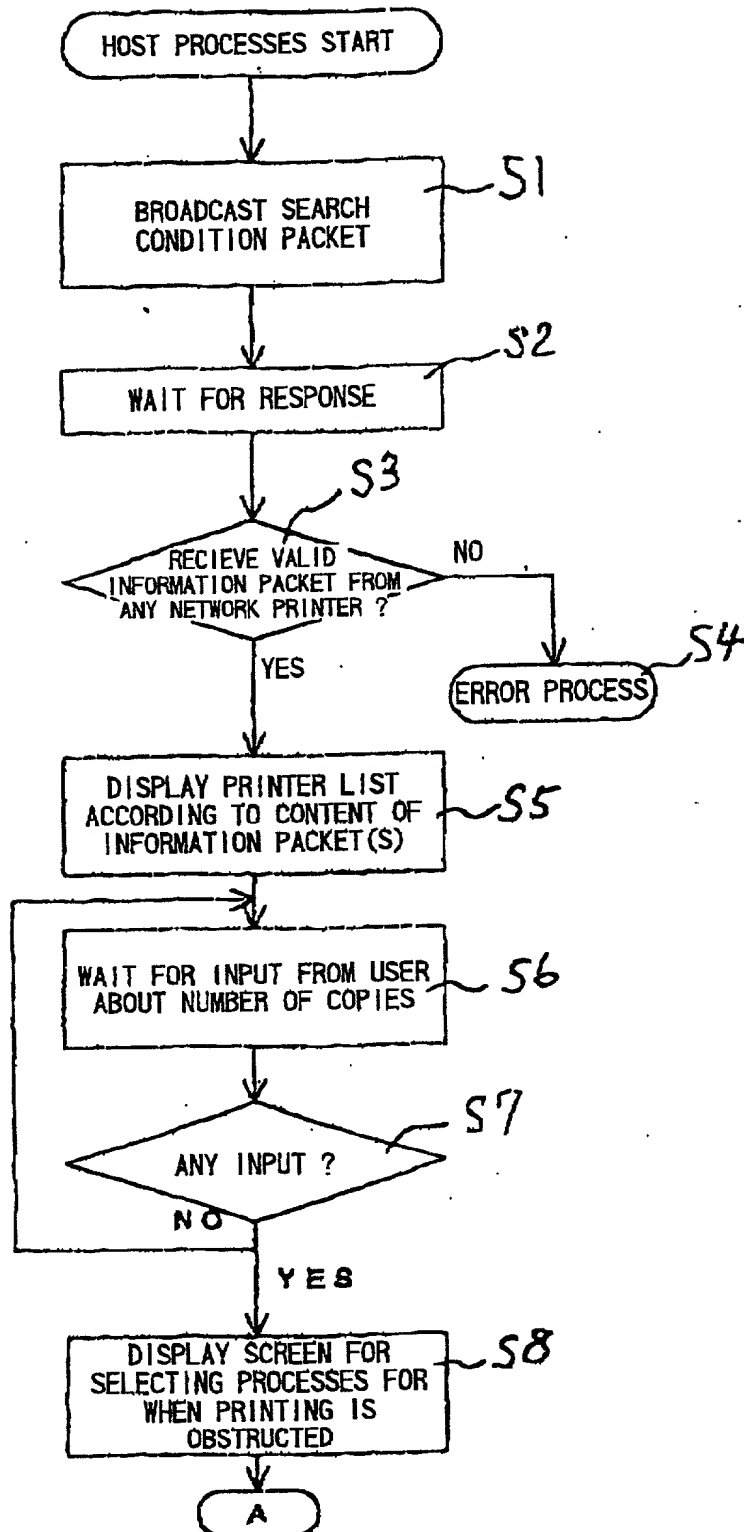 HOST PROCESSES START
S1
BROADCAST SEARCH
CONDITION PACKET
S2
WAIT FOR RESPONSE
S3
RECIEVE VALID
INFORMATION PACKET FROM
ANY NETWORK PRINTER ?
NO
YES
S4
ERROR PROCESS
DISPLAY PRINTER LIST
ACCORDING TO CONTENT OF
INFORMATION PACKET(S)
S5
WAIT FOR INPUT FROM USER
ABOUT NUMBER OF COPIES
S6
S7
ANY INPUT ?
NO
YES
DISPLAY SCREEN FOR
SELECTING PROCESSES FOR
WHEN PRINTING IS
OBSTRUCTED
S8
A